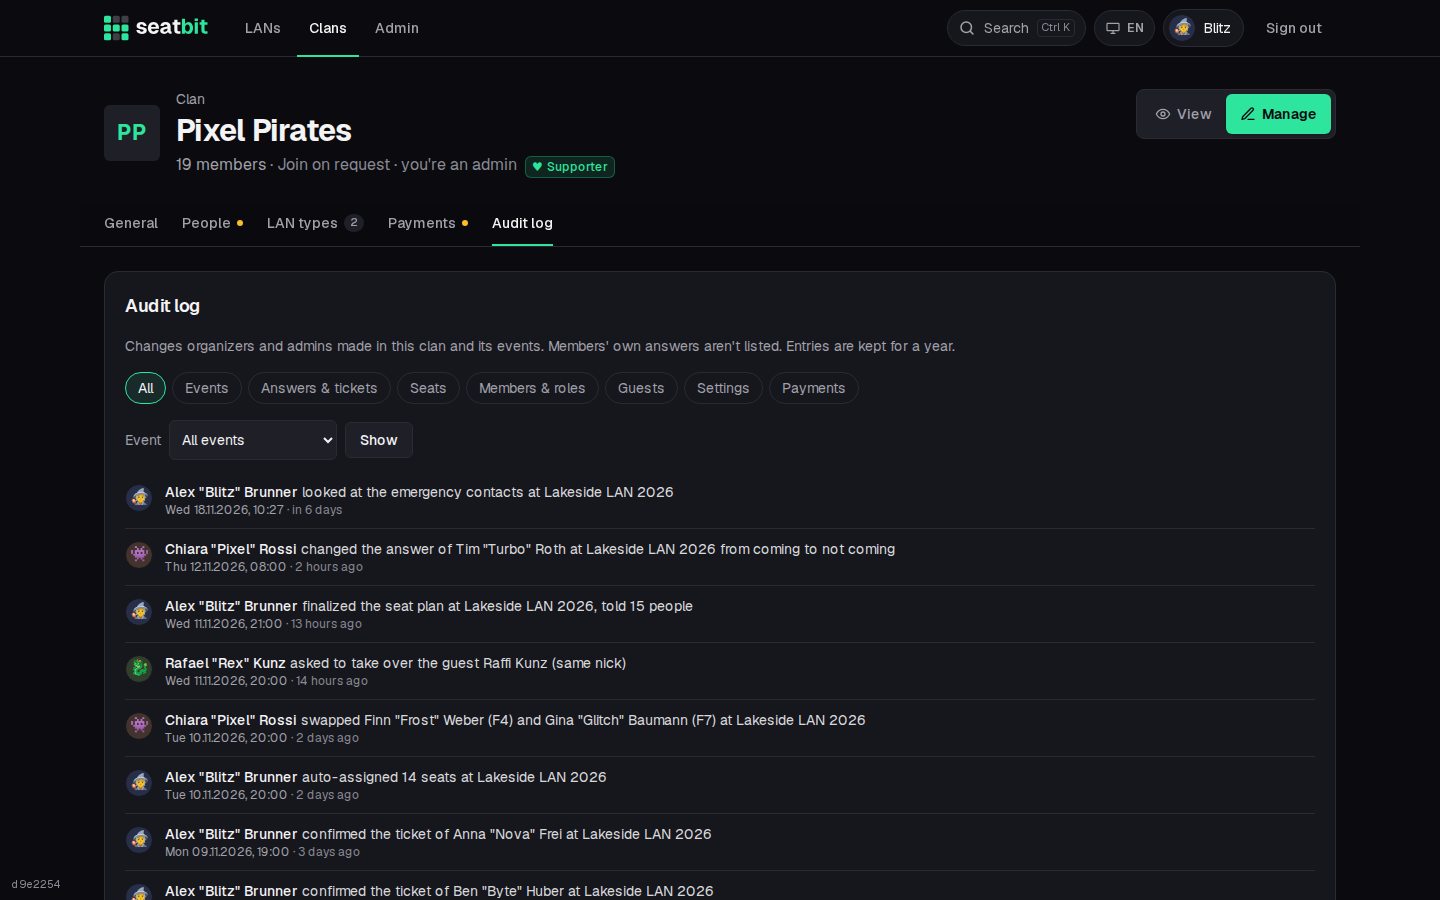 seatbit LANs Clans Admin Search Ctrl K EN Blitz Sign out
Clan
PP Pixel Pirates View Manage
19 members · Join on request · you're an admin ♥ Supporter
General People LAN types 2 Payments Audit log
Audit log
Changes organizers and admins made in this clan and its events. Members' own answers aren't listed. Entries are kept for a year.
All Events Answers & tickets Seats Members & roles Guests Settings Payments
Event All events Show
Alex "Blitz" Brunner looked at the emergency contacts at Lakeside LAN 2026
Wed 18.11.2026, 10:27 · in 6 days
Chiara "Pixel" Rossi changed the answer of Tim "Turbo" Roth at Lakeside LAN 2026 from coming to not coming
Thu 12.11.2026, 08:00 · 2 hours ago
Alex "Blitz" Brunner finalized the seat plan at Lakeside LAN 2026, told 15 people
Wed 11.11.2026, 21:00 · 13 hours ago
Rafael "Rex" Kunz asked to take over the guest Raffi Kunz (same nick)
Wed 11.11.2026, 20:00 · 14 hours ago
Chiara "Pixel" Rossi swapped Finn "Frost" Weber (F4) and Gina "Glitch" Baumann (F7) at Lakeside LAN 2026
Tue 10.11.2026, 20:00 · 2 days ago
Alex "Blitz" Brunner auto-assigned 14 seats at Lakeside LAN 2026
Tue 10.11.2026, 20:00 · 2 days ago
Alex "Blitz" Brunner confirmed the ticket of Anna "Nova" Frei at Lakeside LAN 2026
Mon 09.11.2026, 19:00 · 3 days ago
Alex "Blitz" Brunner confirmed the ticket of Ben "Byte" Huber at Lakeside LAN 2026
d9e2254